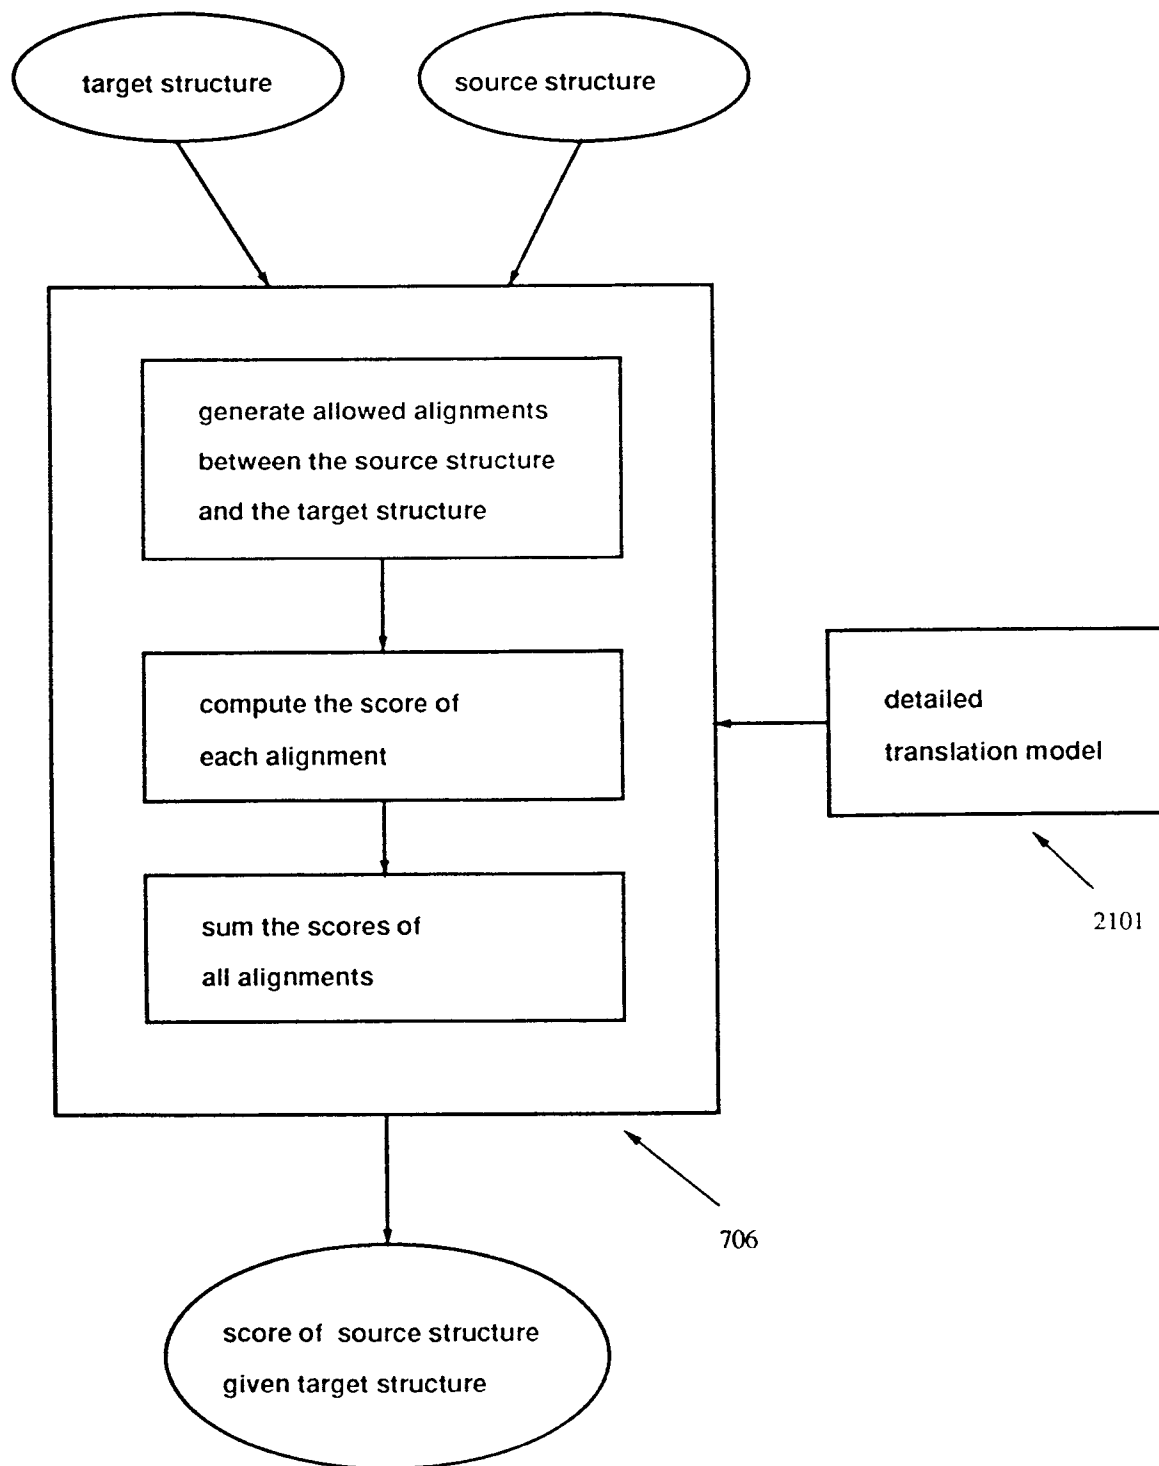 target structure
source structure
generate allowed alignments
between the source structure
and the target structure
compute the score of
each alignment
detailed
translation model
2101
sum the scores of
all alignments
706
score of source structure
given target structure